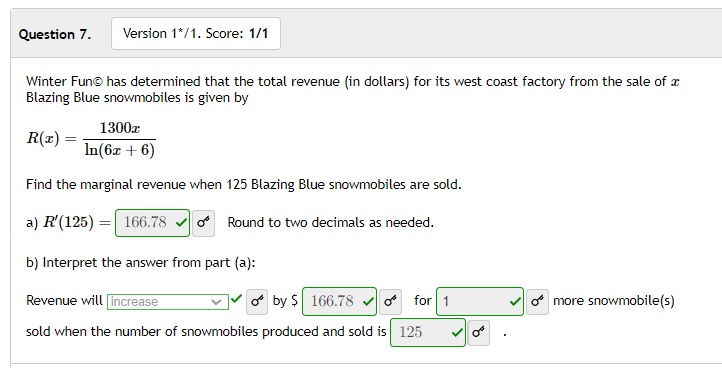 Question 7.
Version 1*/1. Score: 1/1
Winter Fun© has determined that the total revenue (in dollars) for its west coast factory from the sale of x
Blazing Blue snowmobiles is given by
R(x) = 1300x / ln(6x + 6)
Find the marginal revenue when 125 Blazing Blue snowmobiles are sold.
a) R'(125) = 166.78 Round to two decimals as needed.
b) Interpret the answer from part (a):
Revenue will increase by $ 166.78 for 1 more snowmobile(s)
sold when the number of snowmobiles produced and sold is 125 .